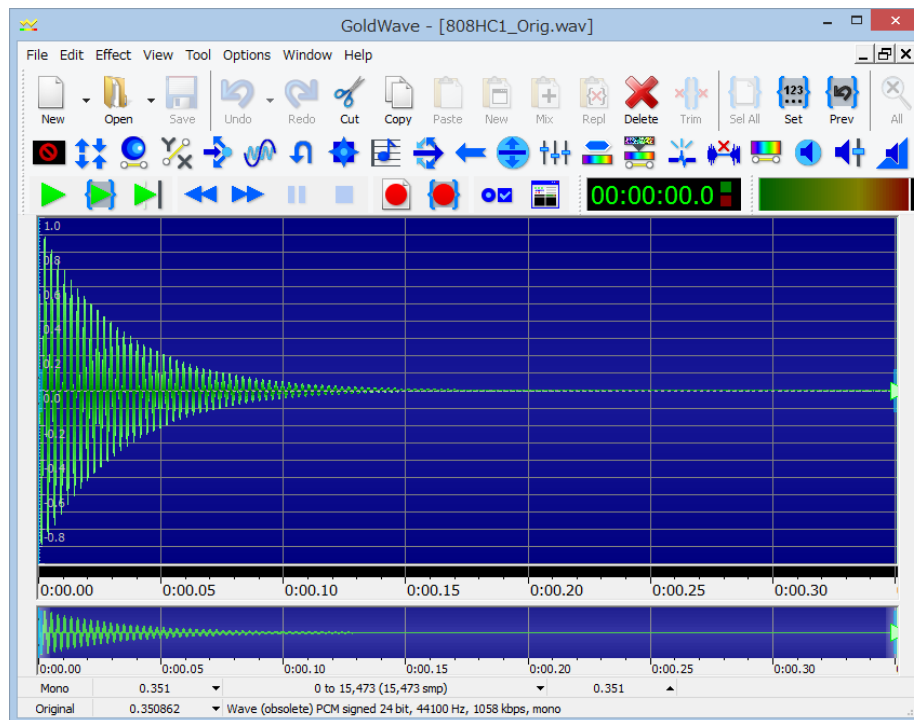 GoldWave - [808HC1_Orig.wav]
File Edit Effect View Tool Options Window Help
New Open Save Undo Redo Cut Copy Paste New Mix Repl Delete Trim Sel All Set Prev All
123
00:00:00.0
1.0
0.8
0.6
0.4
0.2
0.0
-0.2
-0.4
-0.6
-0.8
0:00.00 0:00.05 0:00.10 0:00.15 0:00.20 0:00.25 0:00.30
0:00.00 0:00.05 0:00.10 0:00.15 0:00.20 0:00.25 0:00.30
Mono 0.351 0 to 15,473 (15,473 smp) 0.351
Original 0.350862 Wave (obsolete) PCM signed 24 bit, 44100 Hz, 1058 kbps, mono